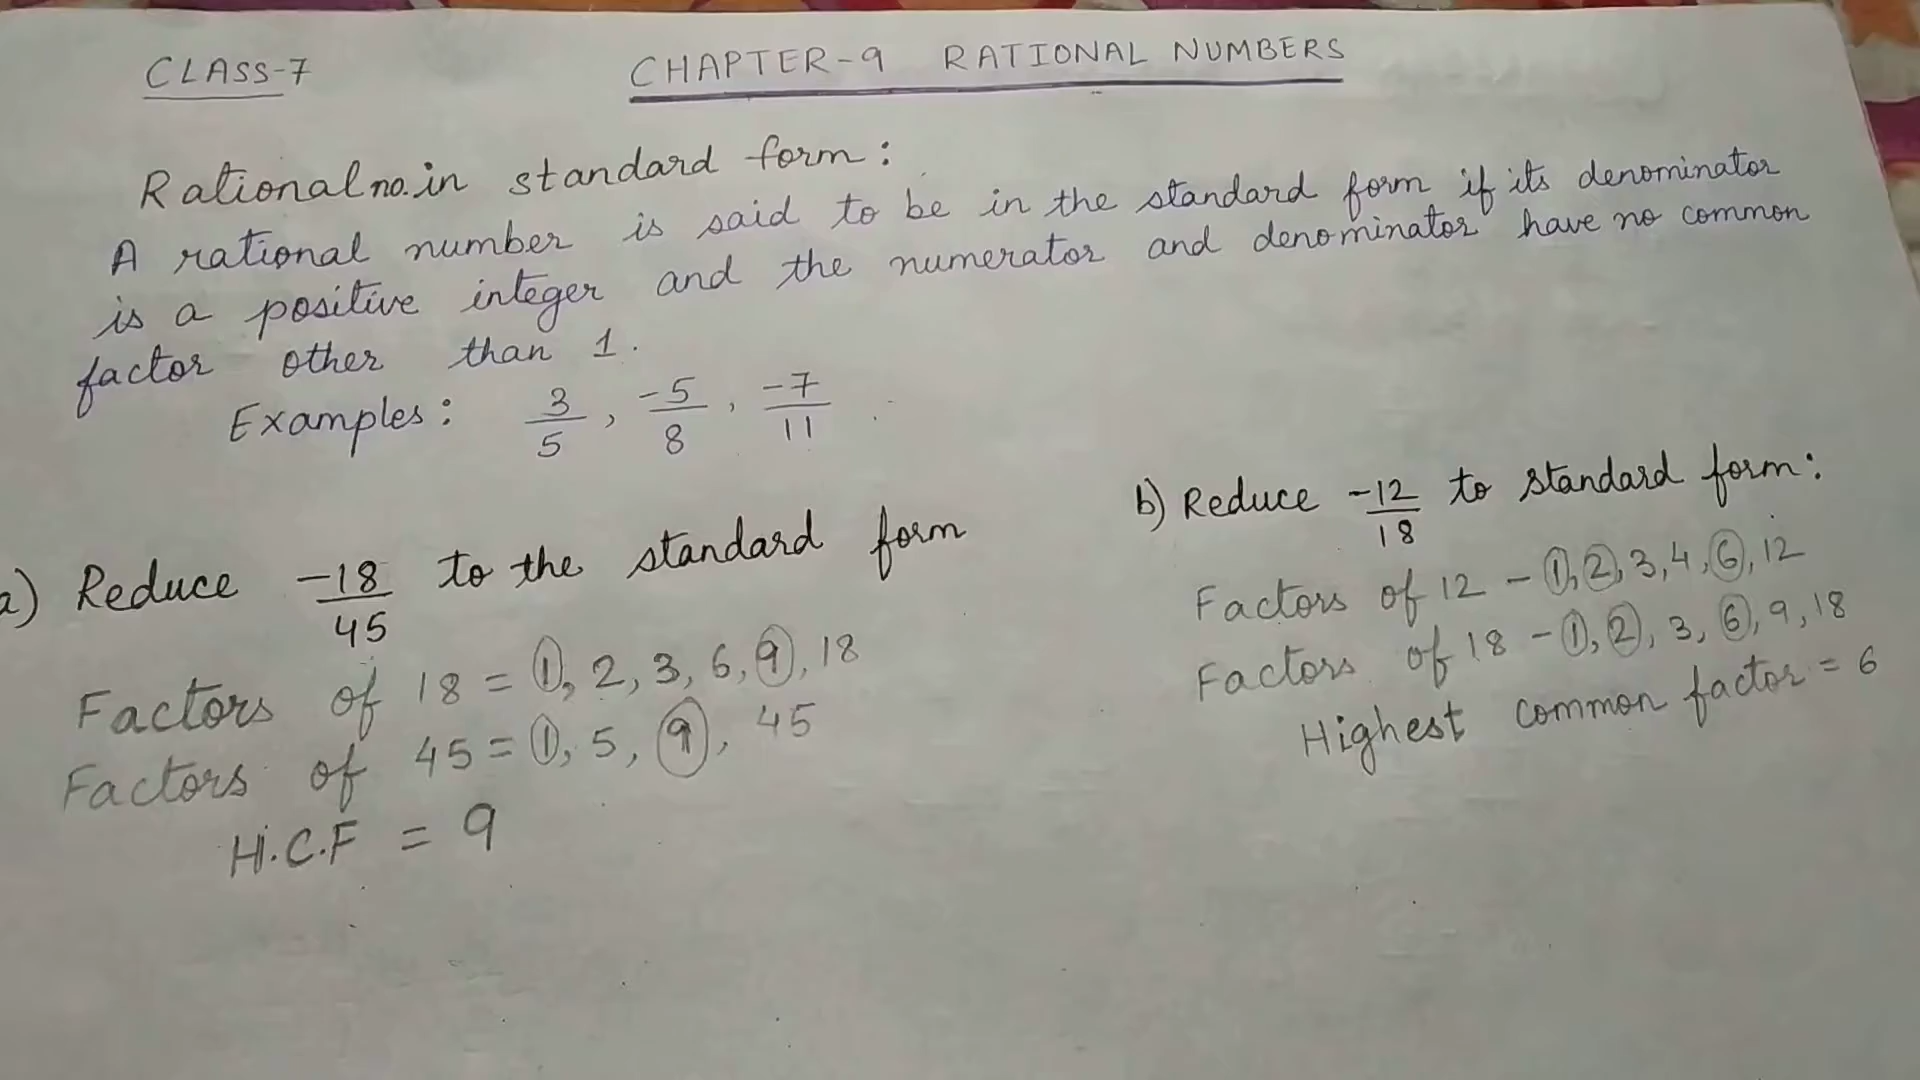 CLASS-7
CHAPTER-9 RATIONAL NUMBERS
Rational no. in standard form :
A rational number is said to be in the standard form if its denominator
is a positive integer and the numerator and denominator have no common
factor other than 1.
Examples : 3/5, -5/8, -7/11
a) Reduce -18/45 to the standard form
Factors of 18 = 1, 2, 3, 6, 9, 18
Factors of 45 = 1, 5, 9, 45
H.C.F = 9
b) Reduce -12/18 to standard form :
Factors of 12 - 1, 2, 3, 4, 6, 12
Factors of 18 - 1, 2, 3, 6, 9, 18
Highest common factor = 6